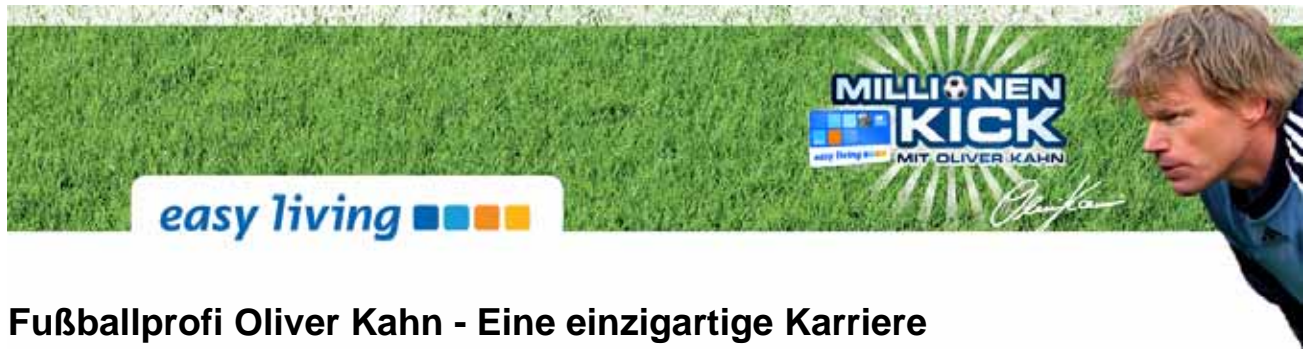 MILLIONEN
KICK
easy living
MIT OLIVER KAHN
easy living
Fußballprofi Oliver Kahn - Eine einzigartige Karriere